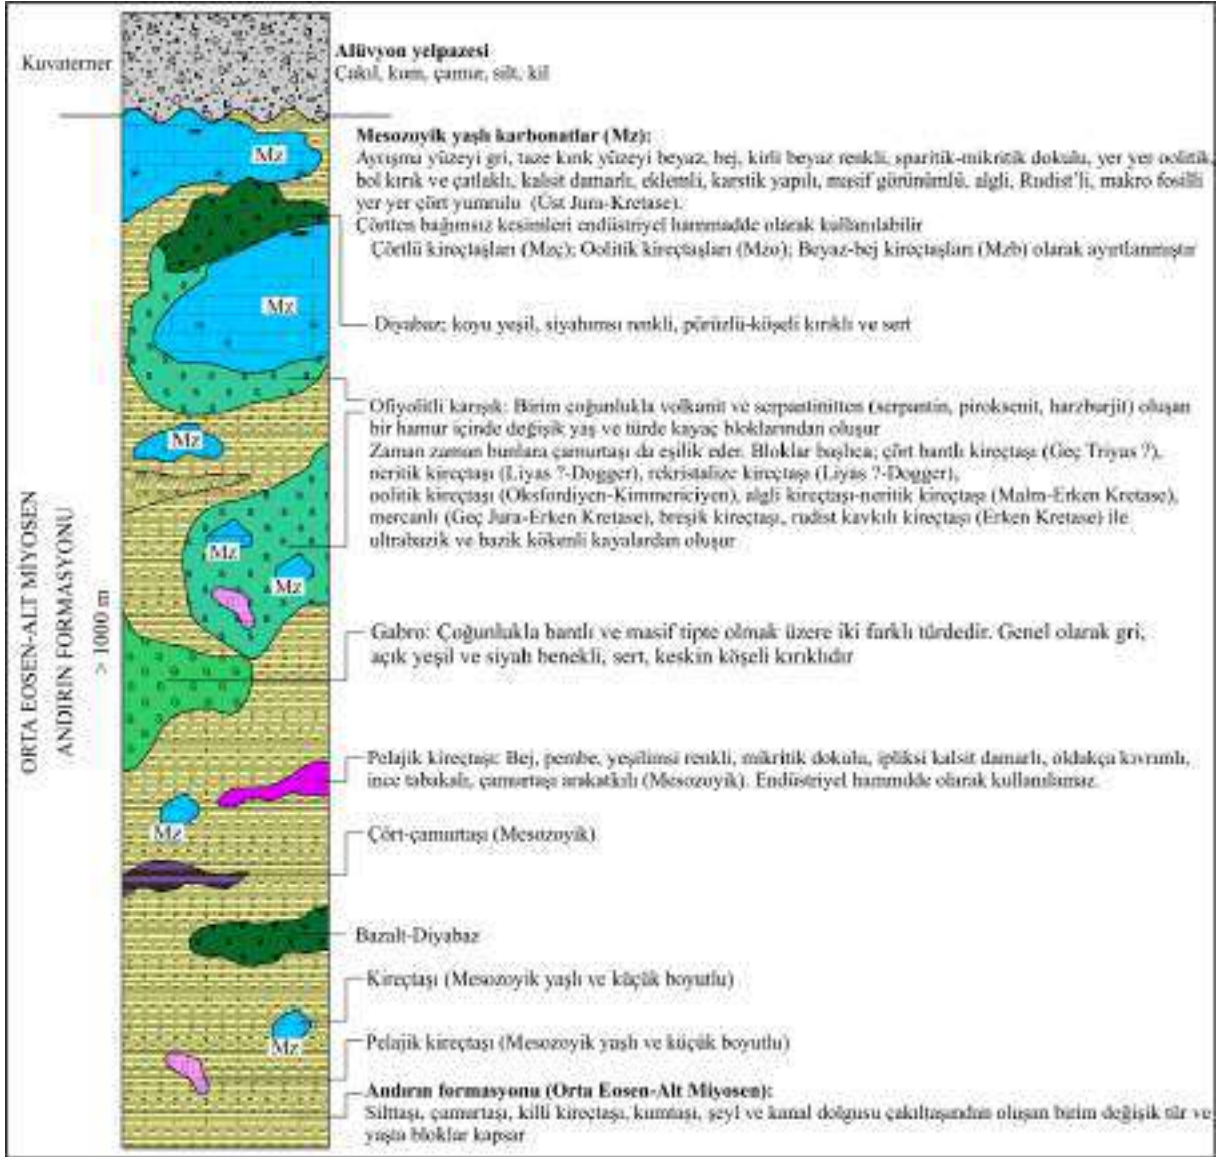 Kuvaterner
Alüvyon yelpazesi
Çakıl, kum, çamur, silt, kil
Mesozoyik yaşlı karbonatlar (Mz):
Ayrışma yüzeyi gri, taze kırık yüzeyi beyaz, bej, kirli beyaz renkli, sparitik-mikritik dokulu, yer yer oolitik,
bol kırık ve çatlaklı, kalsit damarlı, eklemli, karstik yapılı, masif görünümlü, algli, Rudist'li, makro fosilli
yer yer çört yumrulu (Üst Jura-Kretase).
Çörtten bağımsız kesimleri endüstriyel hammadde olarak kullanılabilir
Çörtlü kireçtaşları (Mzç); Oolitik kireçtaşları (Mzo); Beyaz-bej kireçtaşları (Mzb) olarak ayırtlanmıştır
Mz
Mz
Diyabaz; koyu yeşil, siyahımsı renkli, pürüzlü-köşeli kırıklı ve sert
Ofiyolitli karışık: Birim çoğunlukla volkanit ve serpantinitten (serpantin, piroksenit, harzburjit) oluşan
bir hamur içinde değişik yaş ve türde kayaç bloklarından oluşur
Zaman zaman bunlara çamurtaşı da eşilik eder. Bloklar başlıca; çört bantlı kireçtaşı (Geç Triyas ?),
neritik kireçtaşı (Liyas ?-Dogger), rekristalize kireçtaşı (Liyas ?-Dogger),
oolitik kireçtaşı (Oksfordiyen-Kimmericiyen), algli kireçtaşı-neritik kireçtaşı (Malm-Erken Kretase),
mercanlı (Geç Jura-Erken Kretase), breşik kireçtaşı, rudist kavkılı kireçtaşı (Erken Kretase) ile
ultrabazik ve bazik kökenli kayalardan oluşur
Mz
Mz
Mz
ORTA EOSEN-ALT MİYOSEN
ANDIRIN FORMASYONU
> 1000 m
Gabro: Çoğunlukla bantlı ve masif tipte olmak üzere iki farklı türdedir. Genel olarak gri,
açık yeşil ve siyah benekli, sert, keskin köşeli kırıklıdır
Pelajik kireçtaşı: Bej, pembe, yeşilimsi renkli, mikritik dokulu, ipliksi kalsit damarlı, oldukça kıvrımlı,
ince tabakalı, çamurtaşı arakatkılı (Mesozoyik). Endüstriyel hammadde olarak kullanılamaz.
Mz
Çört-çamurtaşı (Mesozoyik)
Bazalt-Diyabaz
Kireçtaşı (Mesozoyik yaşlı ve küçük boyutlu)
Mz
Pelajik kireçtaşı (Mesozoyik yaşlı ve küçük boyutlu)
Andırın formasyonu (Orta Eosen-Alt Miyosen):
Silttaşı, çamurtaşı, killi kireçtaşı, kumtaşı, şeyl ve kanal dolgusu çakıltaşından oluşan birim değişik tür ve
yaşta bloklar kapsar